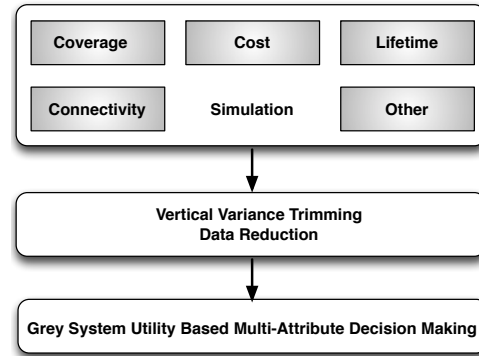 Coverage
Cost
Lifetime
Connectivity
Simulation
Other
Vertical Variance Trimming
Data Reduction
Grey System Utility Based Multi-Attribute Decision Making